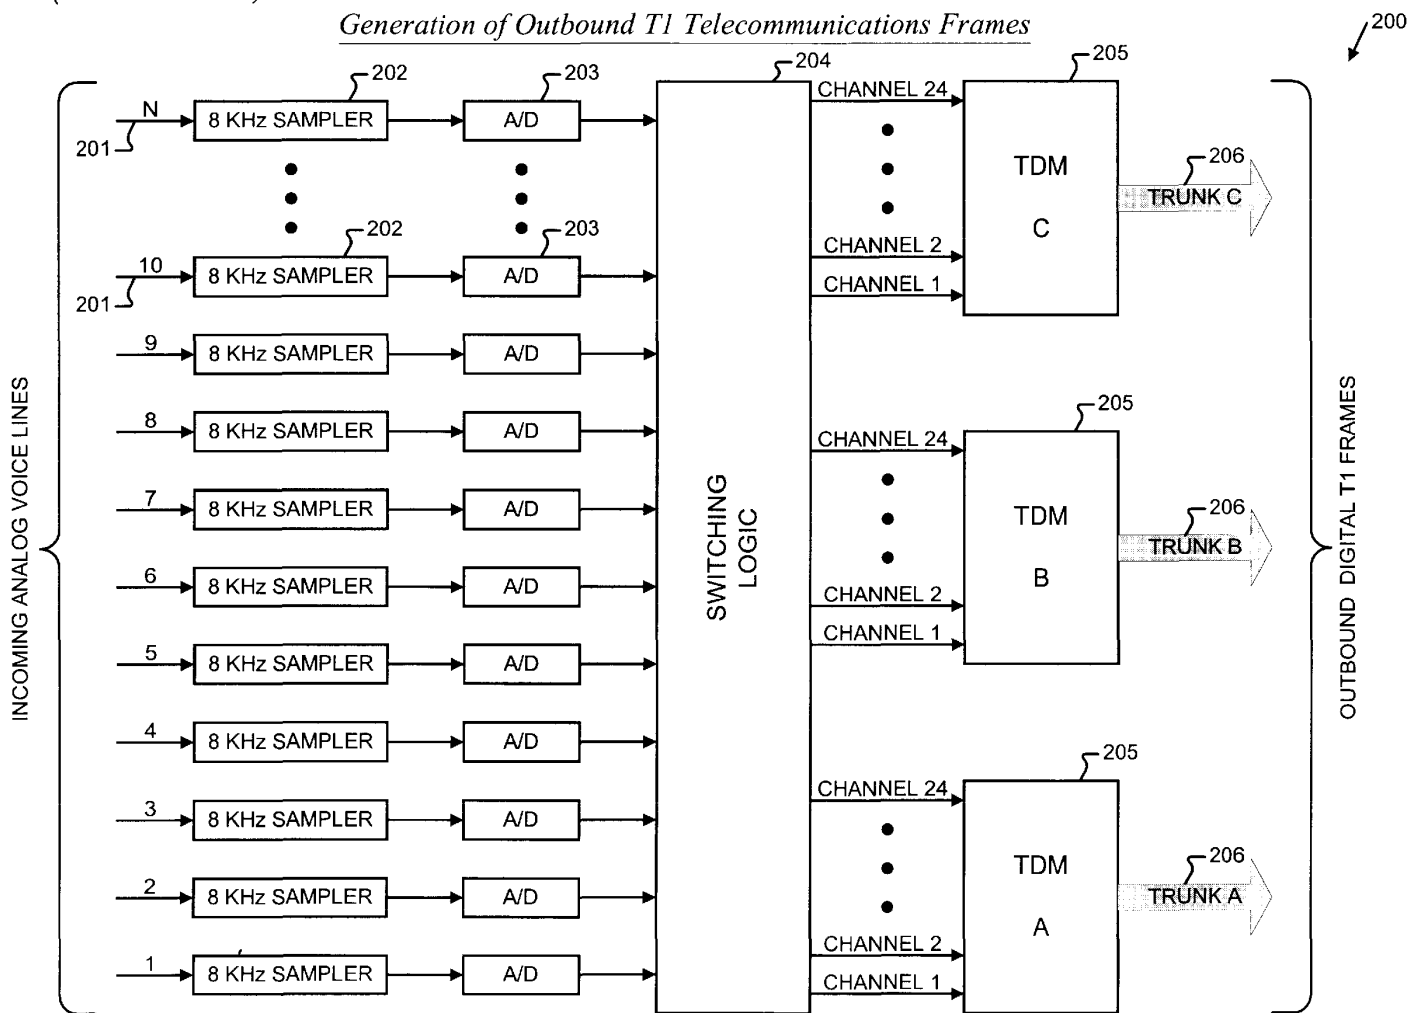 Generation of Outbound T1 Telecommunications Frames
200
202
203
204
205
N
8 KHz SAMPLER
A/D
CHANNEL 24
201
TDM
C
206
TRUNK C
202
203
10
8 KHz SAMPLER
A/D
CHANNEL 2
201
CHANNEL 1
9
8 KHz SAMPLER
A/D
INCOMING ANALOG VOICE LINES
8
8 KHz SAMPLER
A/D
205
CHANNEL 24
7
8 KHz SAMPLER
A/D
SWITCHING
LOGIC
TDM
B
206
TRUNK B
OUTBOUND DIGITAL T1 FRAMES
6
8 KHz SAMPLER
A/D
CHANNEL 2
CHANNEL 1
5
8 KHz SAMPLER
A/D
4
8 KHz SAMPLER
A/D
205
CHANNEL 24
3
8 KHz SAMPLER
A/D
TDM
A
206
TRUNK A
2
8 KHz SAMPLER
A/D
CHANNEL 2
1
8 KHz SAMPLER
A/D
CHANNEL 1